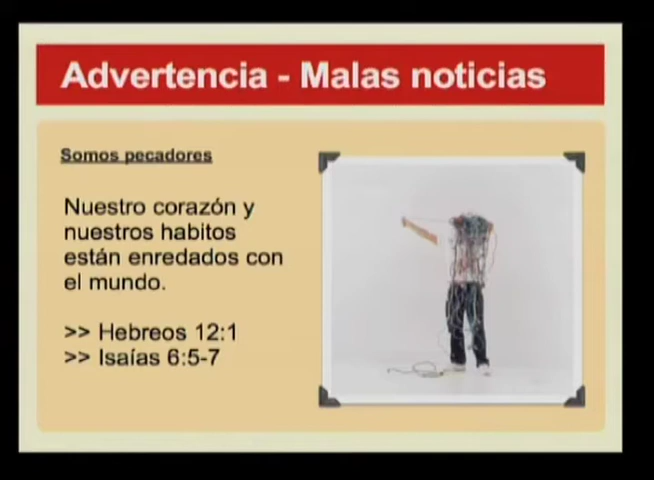 Advertencia - Malas noticias
Somos pecadores
Nuestro corazón y
nuestros habitos
están enredados con
el mundo.
>> Hebreos 12:1
>> Isaías 6:5-7